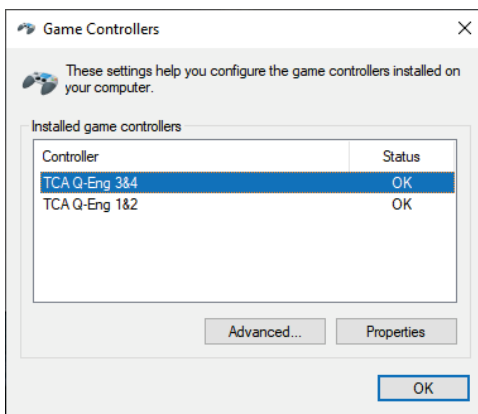 Game Controllers
These settings help you configure the game controllers installed on
your computer.
Installed game controllers
Controller Status
TCA Q-Eng 3&4 OK
TCA Q-Eng 1&2 OK
Advanced... Properties
OK